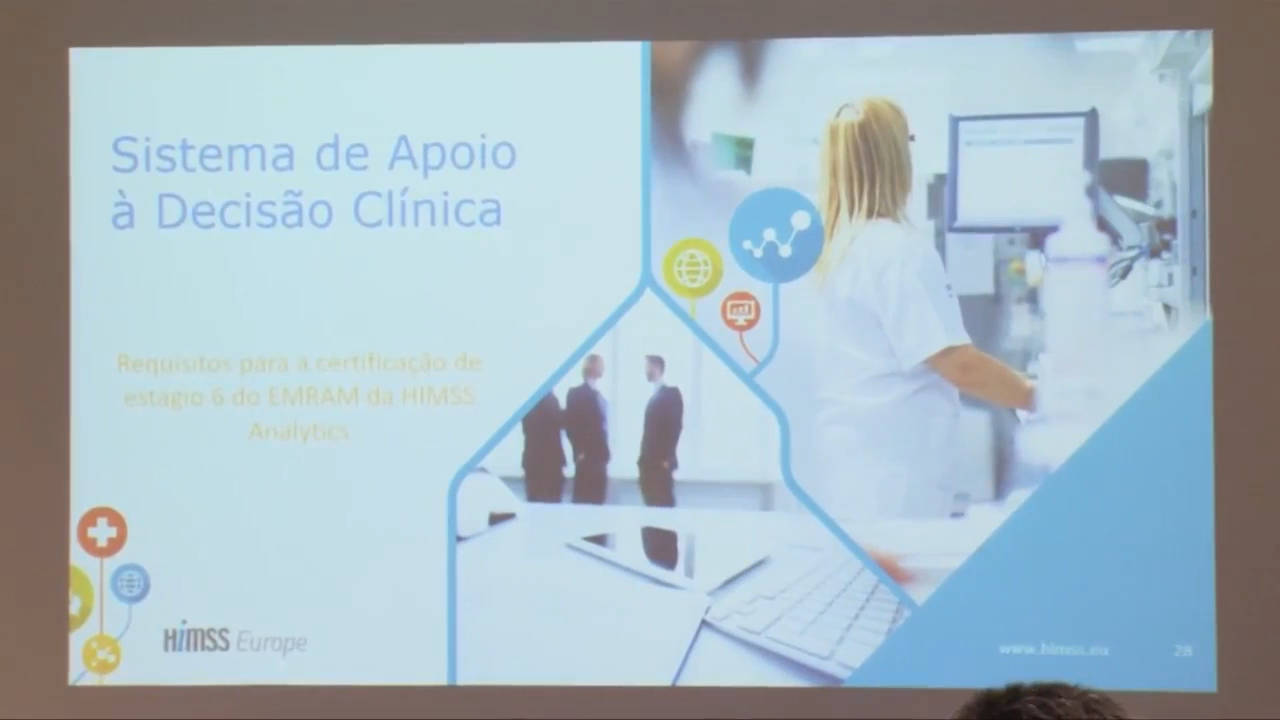 Sistema de Apoio
à Decisão Clínica
Requisitos para a certificação de
estágio 6 do EMRAM da HIMSS
Analytics
HiMSS Europe
www.himss.eu
28